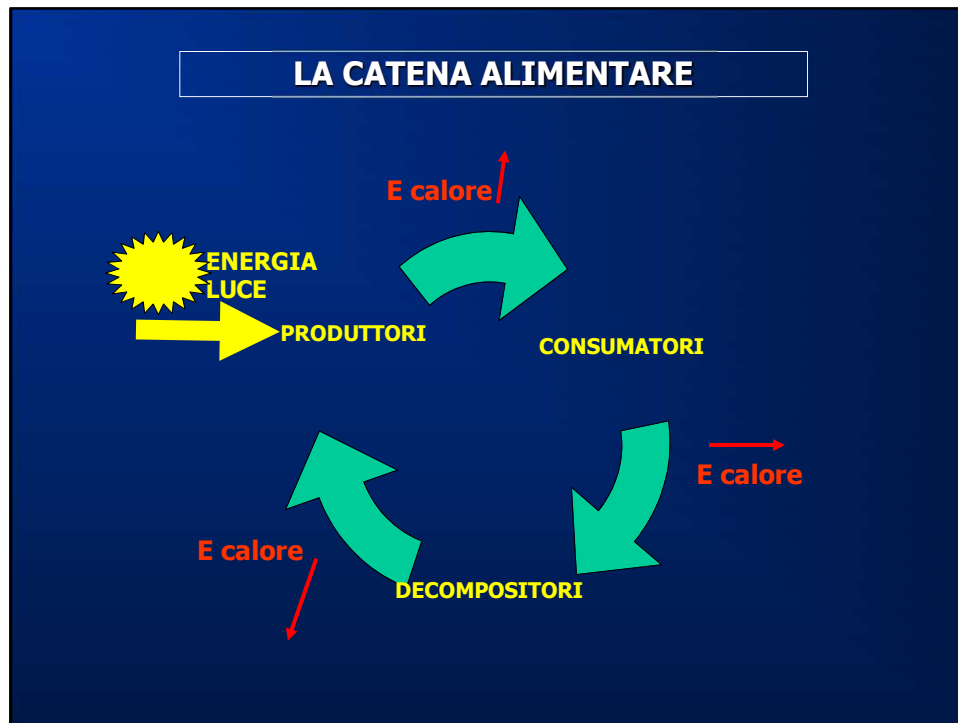 LA CATENA ALIMENTARE
E calore
ENERGIA
LUCE
PRODUTTORI
CONSUMATORI
E calore
E calore
DECOMPOSITORI